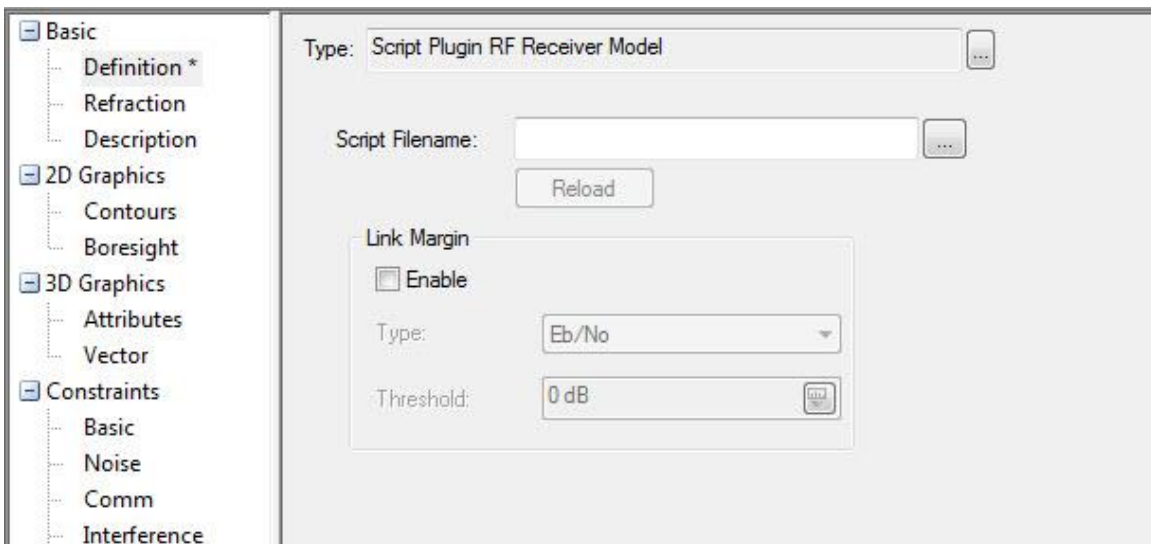 Basic
Definition *
Refraction
Description
2D Graphics
Contours
Boresight
3D Graphics
Attributes
Vector
Constraints
Basic
Noise
Comm
Interference
Type: Script Plugin RF Receiver Model ...
Script Filename: ...
Reload
Link Margin
Enable
Type: Eb/No
Threshold: 0 dB